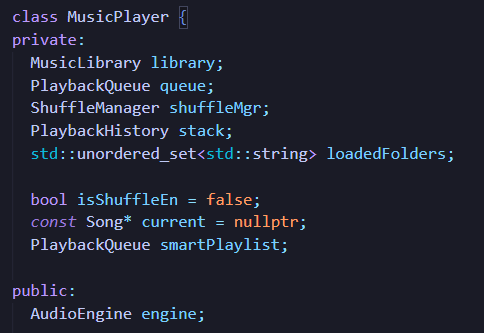 class MusicPlayer {
private:
  MusicLibrary library;
  PlaybackQueue queue;
  ShuffleManager shuffleMgr;
  PlaybackHistory stack;
  std::unordered_set<std::string> loadedFolders;

  bool isShuffleEn = false;
  const Song* current = nullptr;
  PlaybackQueue smartPlaylist;

public:
  AudioEngine engine;